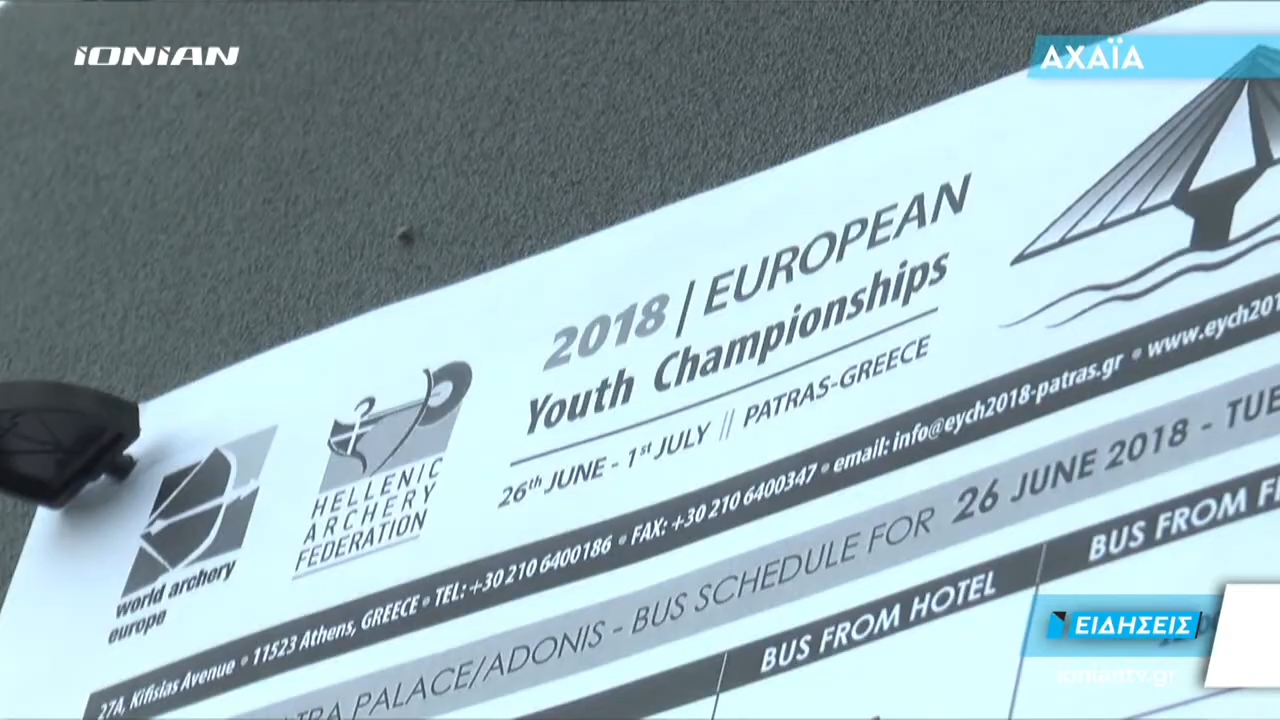 iONiAN
ΑΧΑΪΑ
2018 | EUROPEAN
Youth Championships
26th JUNE - 1st JULY // PATRAS-GREECE
world archery
europe
HELLENIC
ARCHERY
FEDERATION
27A, Kifisias Avenue • 11523 Athens, GREECE • TEL: +30 210 6400186 • FAX: +30 210 6400347 • email: info@eych2018-patras.gr • www.eych201
PALACE/ADONIS - BUS SCHEDULE FOR 26 JUNE 2018 - TUE
BUS FROM HOTEL
BUS FROM
ΕΙΔΗΣΕΙΣ
ioniantv.gr